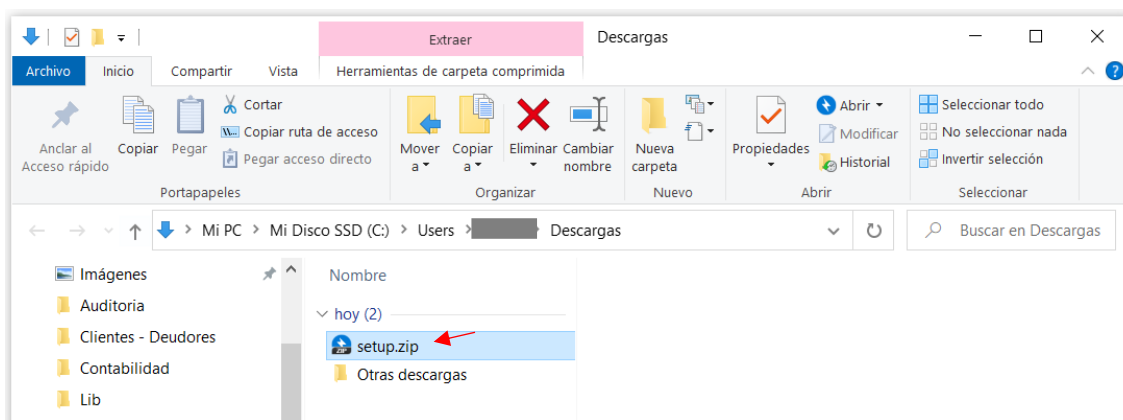 Extraer
Descargas
Archivo Inicio Compartir Vista Herramientas de carpeta comprimida
Anclar al Acceso rápido
Copiar
Pegar
Cortar
Copiar ruta de acceso
Pegar acceso directo
Portapapeles
Mover a
Copiar a
Eliminar
Cambiar nombre
Organizar
Nueva carpeta
Nuevo
Propiedades
Abrir
Modificar
Historial
Abrir
Seleccionar todo
No seleccionar nada
Invertir selección
Seleccionar
Mi PC > Mi Disco SSD (C:) > Users > Descargas
Buscar en Descargas
Imágenes
Auditoria
Clientes - Deudores
Contabilidad
Lib
Nombre
hoy (2)
setup.zip
Otras descargas